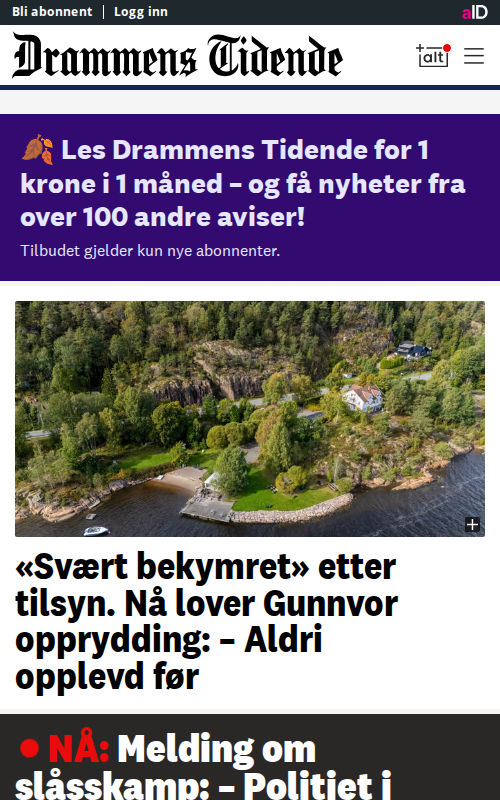 Bli abonnent | Logg inn
aID
Drammens Tidende
+alt
🍂 Les Drammens Tidende for 1
krone i 1 måned – og få nyheter fra
over 100 andre aviser!
Tilbudet gjelder kun nye abonnenter.
«Svært bekymret» etter
tilsyn. Nå lover Gunnvor
opprydding: – Aldri
opplevd før
NÅ: Melding om
slåsskamp: – Politiet i